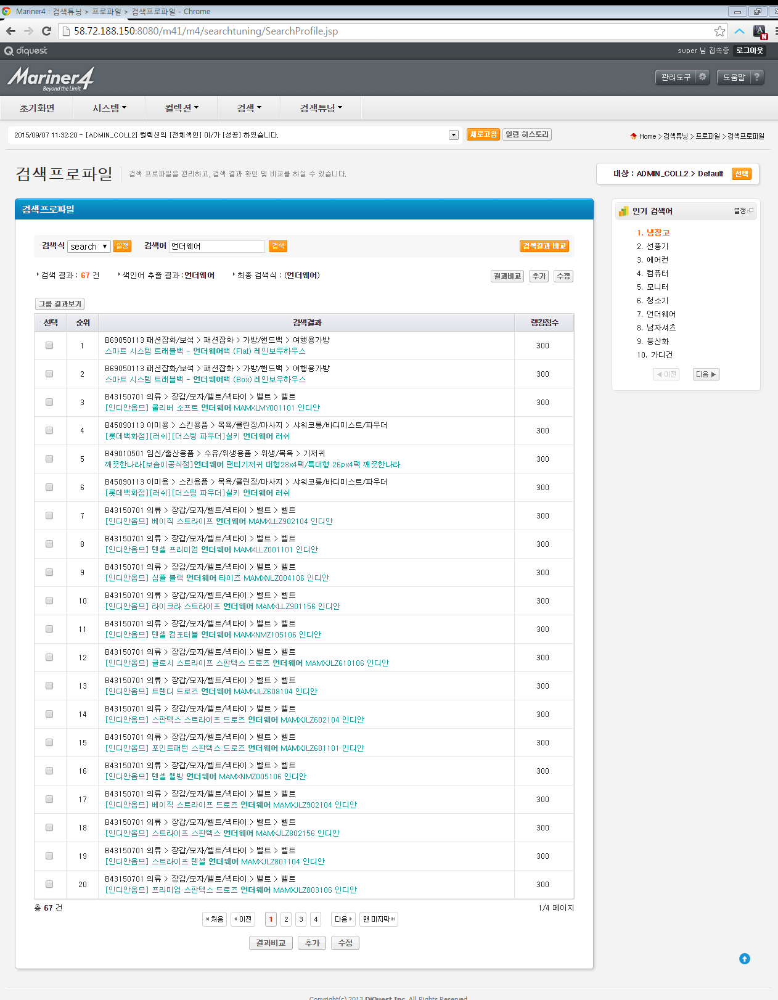 Mariner4 : 검색튜닝 > 프로파일 > 검색프로파일 - Chrome
58.72.188.150:8080/m41/m4/searchtuning/SearchProfile.jsp
diquest
super 님 접속중 로그아웃
Mariner4
Beyond the Limit
관리도구 도움말 ?
초기화면 시스템 컬렉션 검색 검색튜닝
2015/09/07 11:32:20 - [ADMIN_COLL2] 컬렉션의 [전체색인] 이/가 [성공] 하였습니다.
새로고침 알림 히스토리
Home > 검색튜닝 > 프로파일 > 검색프로파일
검색프로파일
검색 프로파일을 관리하고, 검색 결과 확인 및 비교를 하실 수 있습니다.
대상 : ADMIN_COLL2 > Default 선택
검색프로파일
검색식 search 설정 검색어 언더웨어 검색 검색결과 비교
검색 결과 : 67 건 색인어 추출 결과 :언더웨어 최종 검색식 : (언더웨어)
결과비교 추가 수정
그룹 결과보기
선택 순위 검색결과 랭킹점수
1 B69050113 패션잡화/보석 > 패션잡화 > 가방/핸드백 > 여행용가방 300
스마트 시스템 트래블백 - 언더웨어백 (Flat) 레인보우하우스
2 B69050113 패션잡화/보석 > 패션잡화 > 가방/핸드백 > 여행용가방 300
스마트 시스템 트래블백 - 언더웨어백 (Box) 레인보우하우스
3 B43150701 의류 > 장갑/모자/벨트/넥타이 > 벨트 > 벨트 300
[인디안옴므] 쿨리버 소프트 언더웨어 MAMXLMY001101 인디안
4 B45090113 이미용 > 스킨용품 > 목욕/클린징/마사지 > 샤워코롱/바디미스트/파우더 300
[롯데백화점][러쉬][더스팅 파우더]실키 언더웨어 러쉬
5 B49010501 임신/출산용품 > 수유/위생용품 > 위생/목욕 > 기저귀 300
깨끗한나라[보솜이공식점]언더웨어 팬티기저귀 대형28x4팩/특대형 26px4팩 깨끗한나라
6 B45090113 이미용 > 스킨용품 > 목욕/클린징/마사지 > 샤워코롱/바디미스트/파우더 300
[롯데백화점][러쉬][더스팅 파우더]실키 언더웨어 러쉬
7 B43150701 의류 > 장갑/모자/벨트/넥타이 > 벨트 > 벨트 300
[인디안옴므] 베이직 스트라이프 언더웨어 MAMXLLZ902104 인디안
8 B43150701 의류 > 장갑/모자/벨트/넥타이 > 벨트 > 벨트 300
[인디안옴므] 텐셀 프리미엄 언더웨어 MAMXLLZ001101 인디안
9 B43150701 의류 > 장갑/모자/벨트/넥타이 > 벨트 > 벨트 300
[인디안옴므] 심플 블랙 언더웨어 타이즈 MAMXNLZ004106 인디안
10 B43150701 의류 > 장갑/모자/벨트/넥타이 > 벨트 > 벨트 300
[인디안옴므] 라이크라 스트라이프 언더웨어 MAMXLLZ901156 인디안
11 B43150701 의류 > 장갑/모자/벨트/넥타이 > 벨트 > 벨트 300
[인디안옴므] 텐셀 컴포터블 언더웨어 MAMXNMZ105106 인디안
12 B43150701 의류 > 장갑/모자/벨트/넥타이 > 벨트 > 벨트 300
[인디안옴므] 글로시 스트라이프 스판텍스 드로즈 언더웨어 MAMXJLZ610106 인디안
13 B43150701 의류 > 장갑/모자/벨트/넥타이 > 벨트 > 벨트 300
[인디안옴므] 트렌디 드로즈 언더웨어 MAMXJLZ608104 인디안
14 B43150701 의류 > 장갑/모자/벨트/넥타이 > 벨트 > 벨트 300
[인디안옴므] 스판텍스 스트라이프 드로즈 언더웨어 MAMXJLZ602104 인디안
15 B43150701 의류 > 장갑/모자/벨트/넥타이 > 벨트 > 벨트 300
[인디안옴므] 포인트패턴 스판텍스 드로즈 언더웨어 MAMXJLZ601101 인디안
16 B43150701 의류 > 장갑/모자/벨트/넥타이 > 벨트 > 벨트 300
[인디안옴므] 텐셀 웰빙 언더웨어 MAMXNMZ005106 인디안
17 B43150701 의류 > 장갑/모자/벨트/넥타이 > 벨트 > 벨트 300
[인디안옴므] 베이직 스트라이프 드로즈 언더웨어 MAMXJLZ902104 인디안
18 B43150701 의류 > 장갑/모자/벨트/넥타이 > 벨트 > 벨트 300
[인디안옴므] 스트라이프 스판텍스 언더웨어 MAMXJLZ802156 인디안
19 B43150701 의류 > 장갑/모자/벨트/넥타이 > 벨트 > 벨트 300
[인디안옴므] 스트라이프 텐셀 언더웨어 MAMXJLZ801104 인디안
20 B43150701 의류 > 장갑/모자/벨트/넥타이 > 벨트 > 벨트 300
[인디안옴므] 프리미엄 스판텍스 드로즈 언더웨어 MAMXJLZ803106 인디안
총 67 건 1/4 페이지
처음 이전 1 2 3 4 다음 맨 마지막
결과비교 추가 수정
인기 검색어 설정
1. 냉장고
2. 선풍기
3. 에어컨
4. 컴퓨터
5. 모니터
6. 청소기
7. 언더웨어
8. 남자셔츠
9. 등산화
10. 가디건
이전 다음
Copyright(c) 2013 DiQuest Inc. All Rights Reserved